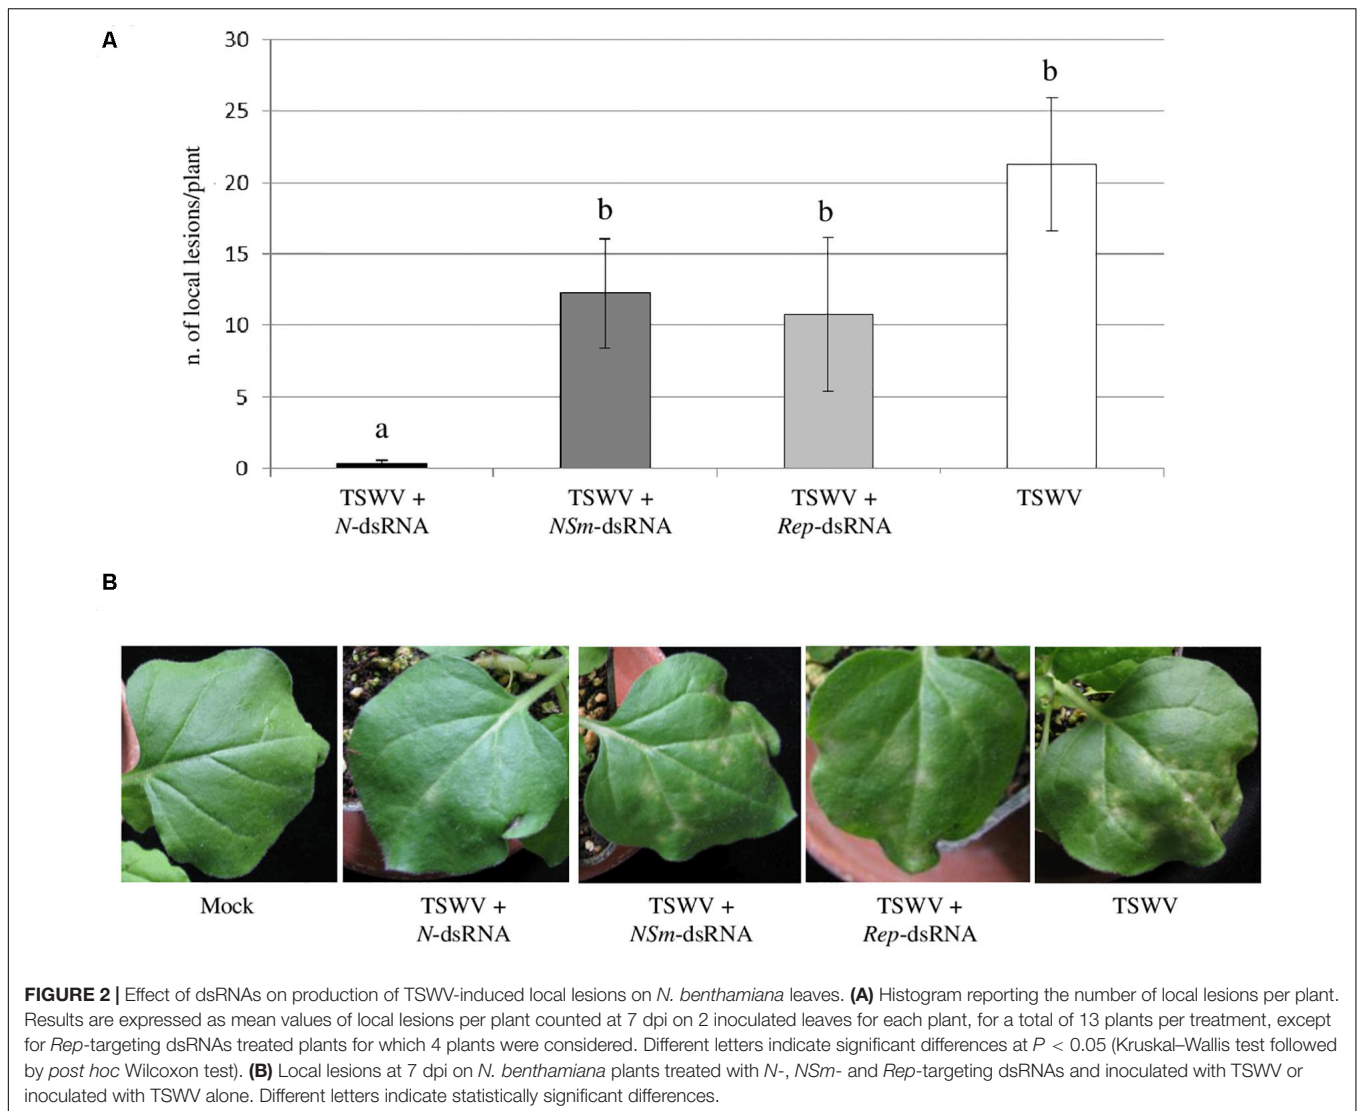 A
30
25
20
15
10
5
0
n. of local lesions/plant
a
b
b
b
TSWV +
N-dsRNA
TSWV +
NSm-dsRNA
TSWV +
Rep-dsRNA
TSWV
B
Mock
TSWV +
N-dsRNA
TSWV +
NSm-dsRNA
TSWV +
Rep-dsRNA
TSWV
FIGURE 2 | Effect of dsRNAs on production of TSWV-induced local lesions on N. benthamiana leaves. (A) Histogram reporting the number of local lesions per plant.
Results are expressed as mean values of local lesions per plant counted at 7 dpi on 2 inoculated leaves for each plant, for a total of 13 plants per treatment, except
for Rep-targeting dsRNAs treated plants for which 4 plants were considered. Different letters indicate significant differences at P < 0.05 (Kruskal–Wallis test followed
by post hoc Wilcoxon test). (B) Local lesions at 7 dpi on N. benthamiana plants treated with N-, NSm- and Rep-targeting dsRNAs and inoculated with TSWV or
inoculated with TSWV alone. Different letters indicate statistically significant differences.